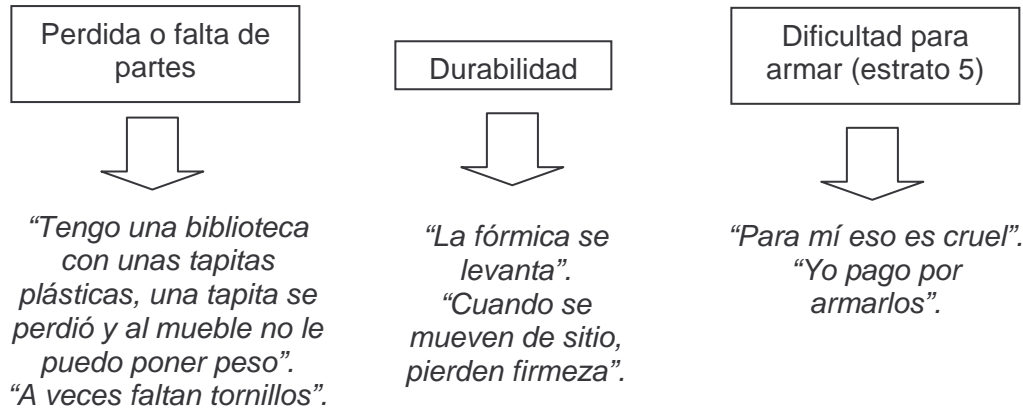 Perdida o falta de
partes
Durabilidad
Dificultad para
armar (estrato 5)
“Tengo una biblioteca
con unas tapitas
plásticas, una tapita se
perdió y al mueble no le
puedo poner peso”.
“A veces faltan tornillos”.
“La fórmica se
levanta”.
“Cuando se
mueven de sitio,
pierden firmeza”.
“Para mí eso es cruel”.
“Yo pago por
armarlos”.